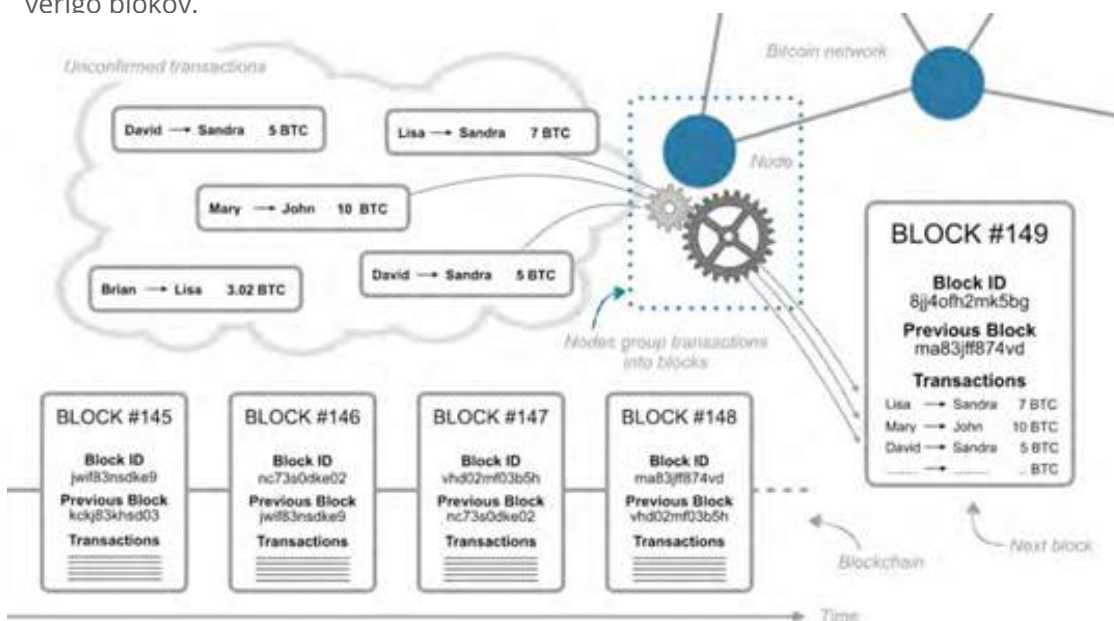 verigo blokov.
Unconfirmed transactions
Bitcoin network
David → Sandra 5 BTC
Lisa → Sandra 7 BTC
Node
Mary → John 10 BTC
David → Sandra 5 BTC
Brian → Lisa 3.02 BTC
Nodes group transactions
into blocks
BLOCK #149
Block ID
8jj4ofh2mk5bg
Previous Block
ma83jff874vd
Transactions
Lisa → Sandra 7 BTC
Mary → John 10 BTC
David → Sandra 5 BTC
........ → ........ .. BTC
BLOCK #145
Block ID
jwif83nsdke9
Previous Block
kckj83khsd03
Transactions
BLOCK #146
Block ID
nc73s0dke02
Previous Block
jwif83nsdke9
Transactions
BLOCK #147
Block ID
vhd02mf03b5h
Previous Block
nc73s0dke02
Transactions
BLOCK #148
Block ID
ma83jff874vd
Previous Block
vhd02mf03b5h
Transactions
Blockchain
Next block
Time